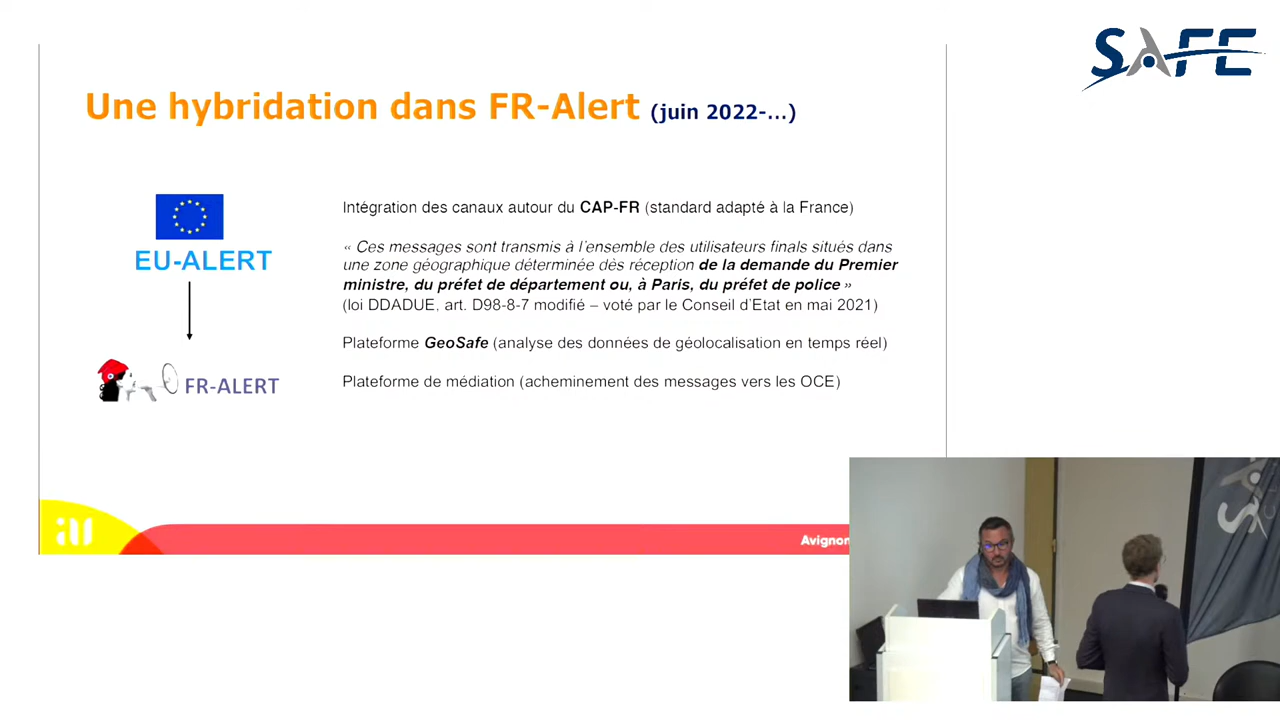 SAFE
Une hybridation dans FR-Alert (juin 2022-...)
EU-ALERT
FR-ALERT
Intégration des canaux autour du CAP-FR (standard adapté à la France)
« Ces messages sont transmis à l'ensemble des utilisateurs finals situés dans
une zone géographique déterminée dès réception de la demande du Premier
ministre, du préfet de département ou, à Paris, du préfet de police »
(loi DDADUE, art. D98-8-7 modifié – voté par le Conseil d'Etat en mai 2021)
Plateforme GeoSafe (analyse des données de géolocalisation en temps réel)
Plateforme de médiation (acheminement des messages vers les OCE)
au
Avignon